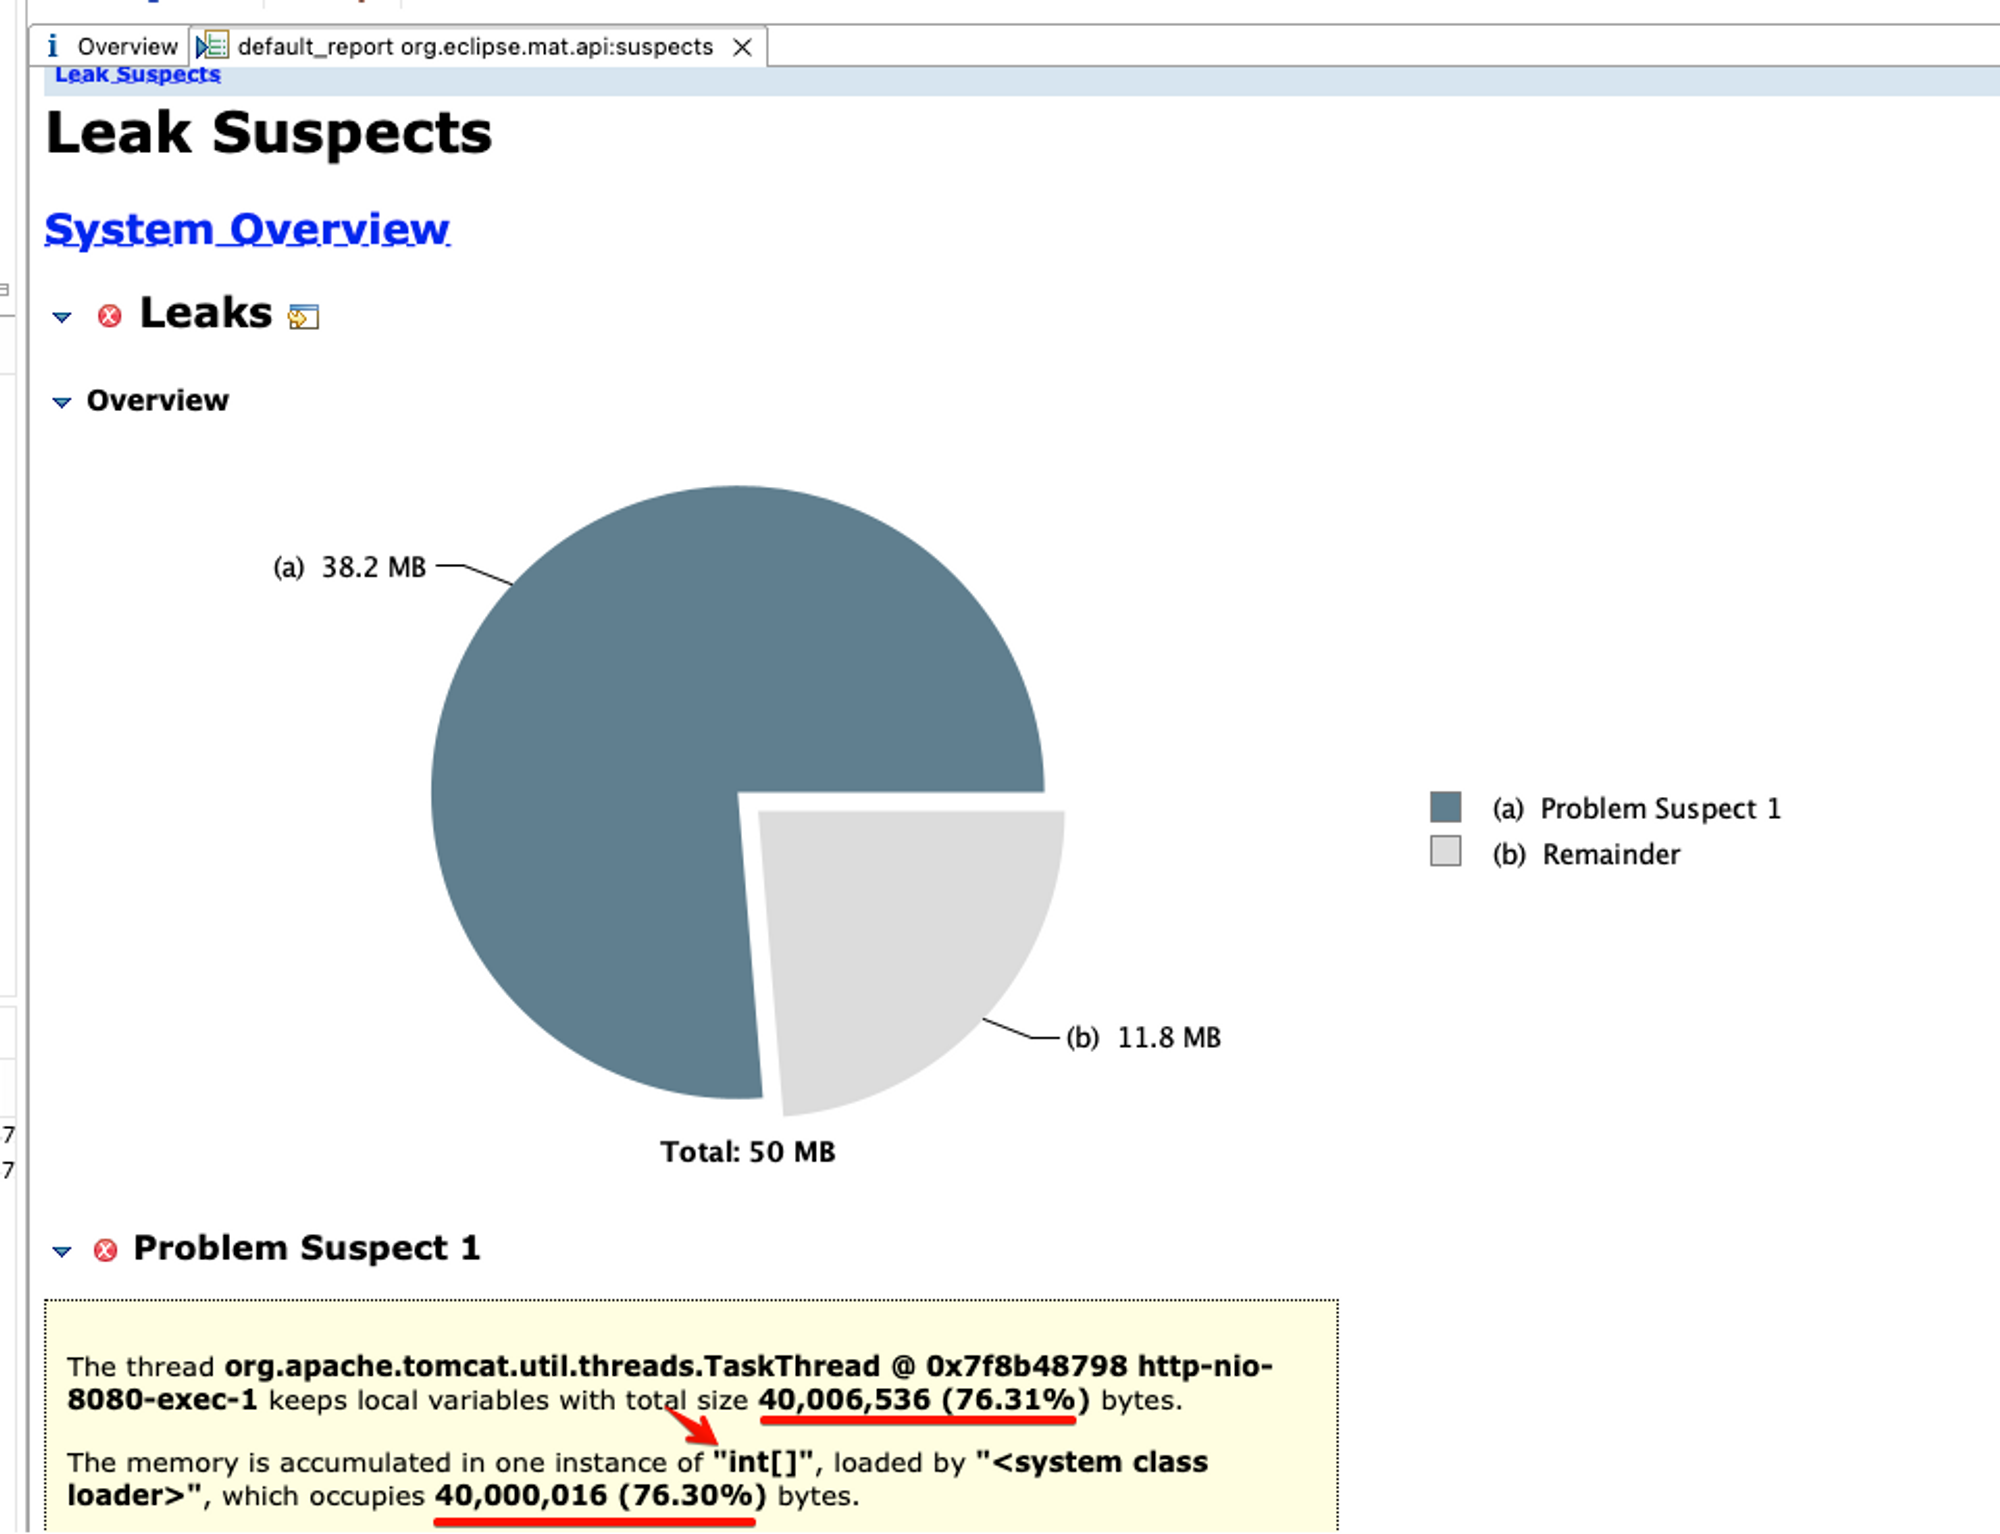 Overview
default_report org.eclipse.mat.api:suspects
Leak Suspects
Leak Suspects
System Overview
Leaks
Overview
(a) 38.2 MB
(a) Problem Suspect 1
(b) Remainder
(b) 11.8 MB
Total: 50 MB
7
7
Problem Suspect 1
The thread org.apache.tomcat.util.threads.TaskThread @ 0x7f8b48798 http-nio-
8080-exec-1 keeps local variables with total size 40,006,536 (76.31%) bytes.
The memory is accumulated in one instance of "int[]", loaded by "<system class
loader>", which occupies 40,000,016 (76.30%) bytes.